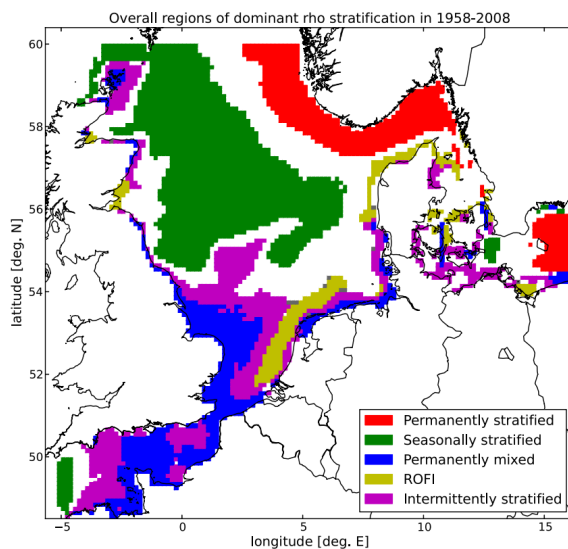 Overall regions of dominant rho stratification in 1958-2008
latitude [deg. N]
60
58
56
54
52
50
−5
0
5
10
15
longitude [deg. E]
Permanently stratified
Seasonally stratified
Permanently mixed
ROFI
Intermittently stratified